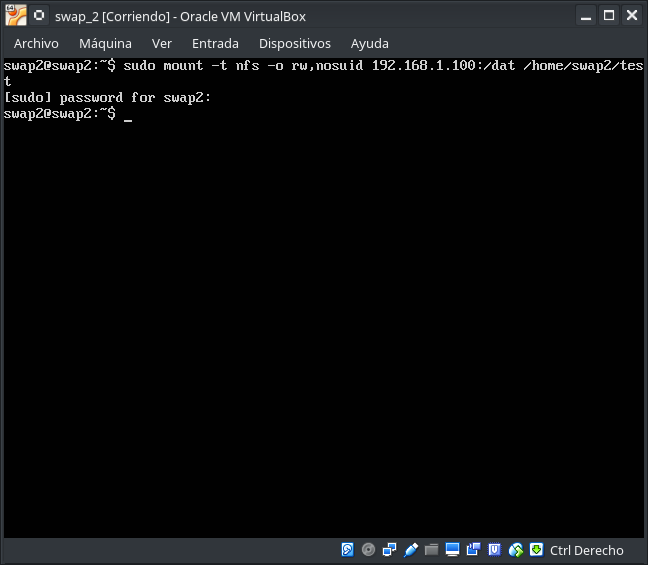 swap_2 [Corriendo] - Oracle VM VirtualBox
Archivo Máquina Ver Entrada Dispositivos Ayuda
swap2@swap2:~$ sudo mount -t nfs -o rw,nosuid 192.168.1.100:/dat /home/swap2/tes
t
[sudo] password for swap2:
swap2@swap2:~$ _
Ctrl Derecho